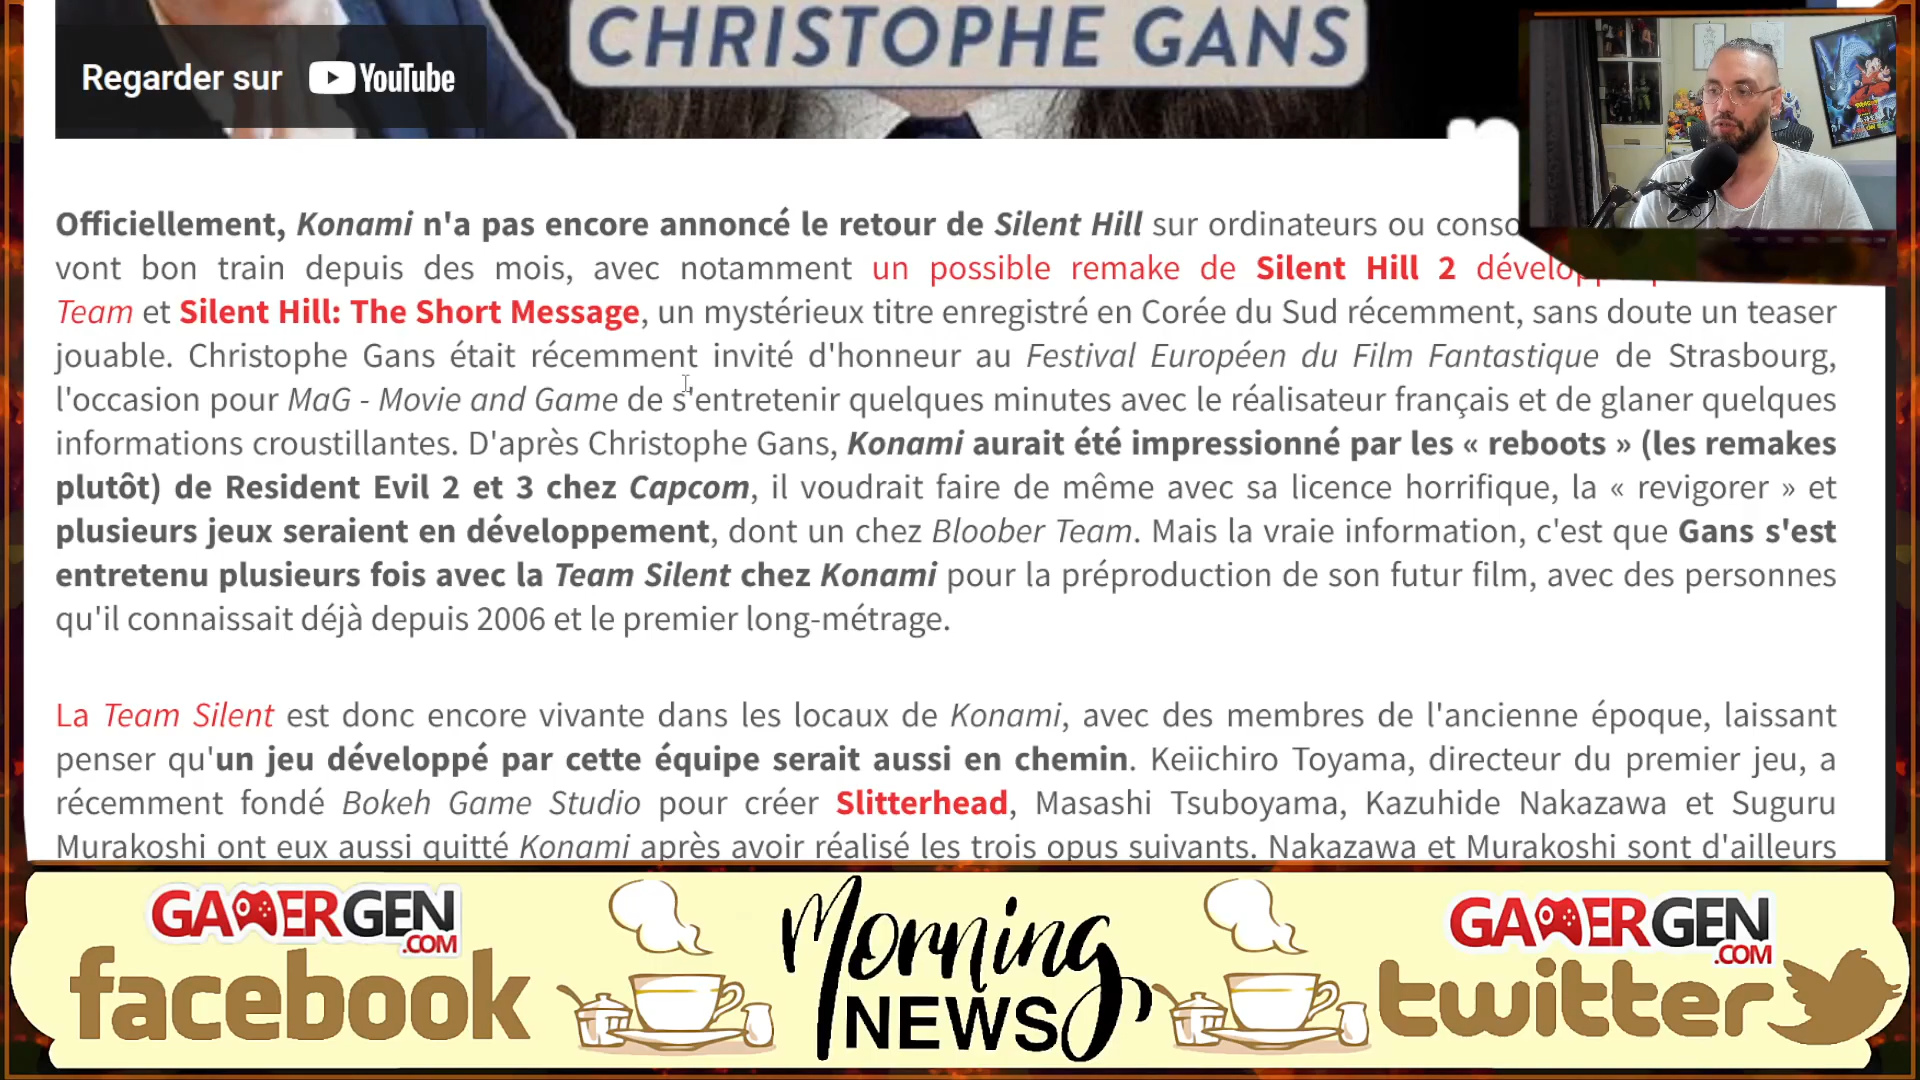 CHRISTOPHE GANS
Regarder sur YouTube
Officiellement, Konami n'a pas encore annoncé le retour de Silent Hill sur ordinateurs ou
vont bon train depuis des mois, avec notamment un possible remake de Silent Hill 2
Team et Silent Hill: The Short Message, un mystérieux titre enregistré en Corée du Sud récemment, sans doute un teaser
jouable. Christophe Gans était récemment invité d'honneur au Festival Européen du Film Fantastique de Strasbourg,
l'occasion pour MaG - Movie and Game de s'entretenir quelques minutes avec le réalisateur français et de glaner quelques
informations croustillantes. D'après Christophe Gans, Konami aurait été impressionné par les « reboots » (les remakes
plutôt) de Resident Evil 2 et 3 chez Capcom, il voudrait faire de même avec sa licence horrifique, la « revigorer » et
plusieurs jeux seraient en développement, dont un chez Bloober Team. Mais la vraie information, c'est que Gans s'est
entretenu plusieurs fois avec la Team Silent chez Konami pour la préproduction de son futur film, avec des personnes
qu'il connaissait déjà depuis 2006 et le premier long-métrage.
La Team Silent est donc encore vivante dans les locaux de Konami, avec des membres de l'ancienne époque, laissant
penser qu'un jeu développé par cette équipe serait aussi en chemin. Keiichiro Toyama, directeur du premier jeu, a
récemment fondé Bokeh Game Studio pour créer Slitterhead, Masashi Tsuboyama, Kazuhide Nakazawa et Suguru
Murakoshi ont eux aussi quitté Konami après avoir réalisé les trois opus suivants. Nakazawa et Murakoshi sont d'ailleurs
GAMERGEN
.COM
facebook
Morning
NEWS
GAMERGEN
.COM
twitter